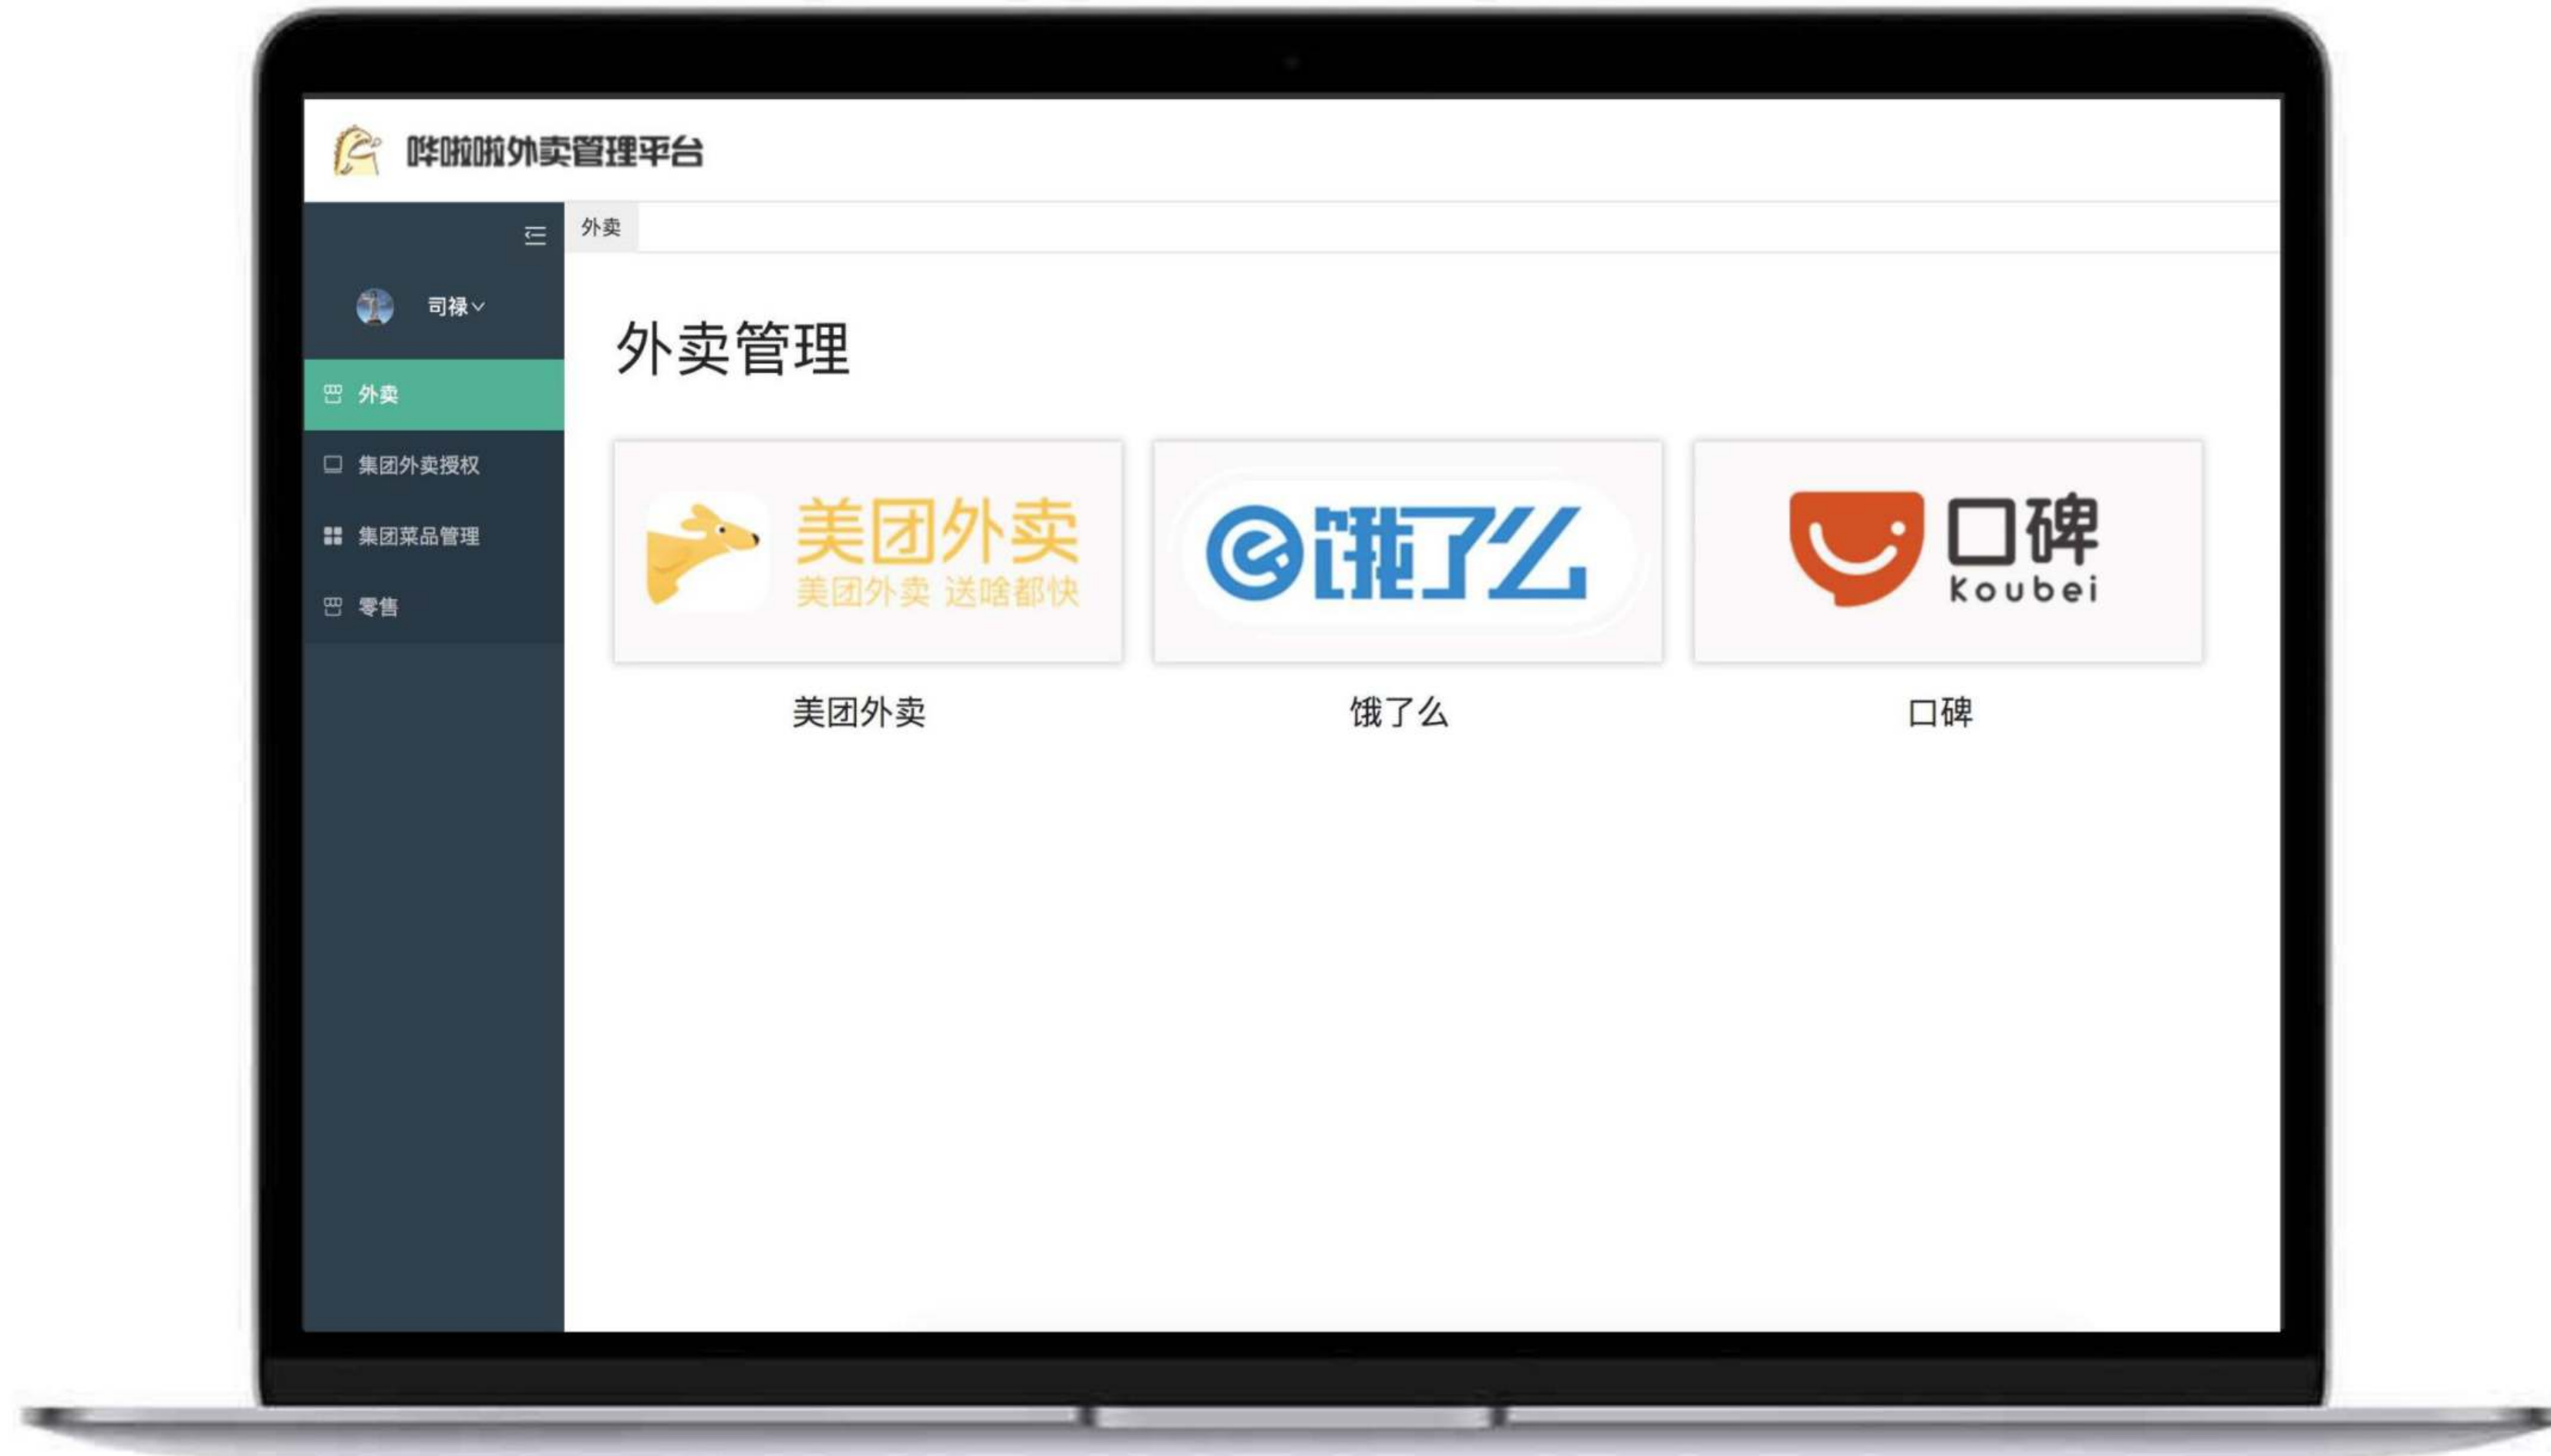 哗啦啦外卖管理平台
外卖
司禄
外卖
集团外卖授权
集团菜品管理
零售
外卖管理
美团外卖
美团外卖 送啥都快
饿了么
口碑
Koubei
美团外卖
饿了么
口碑